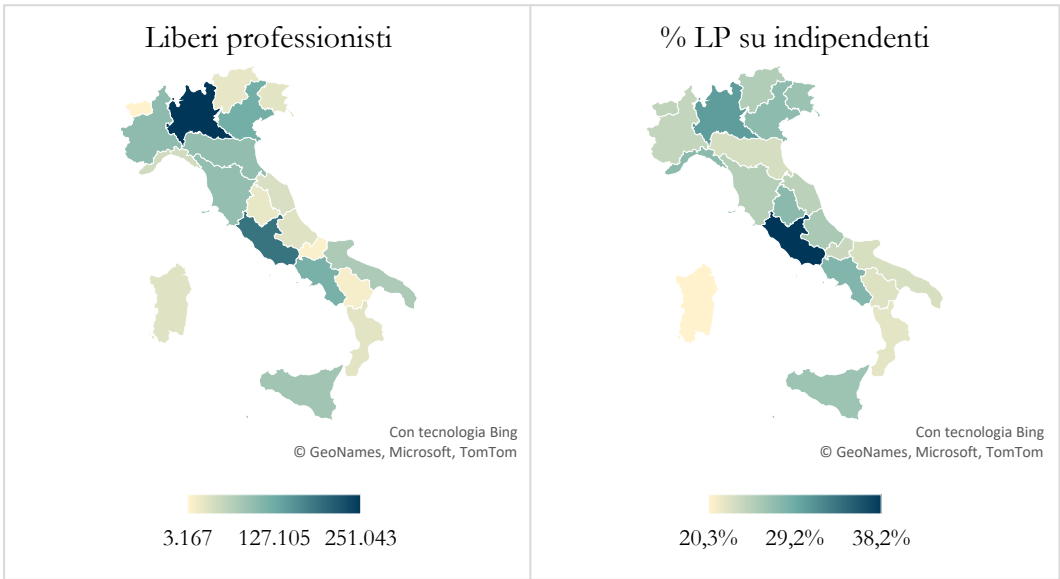 Liberi professionisti
Con tecnologia Bing
© GeoNames, Microsoft, TomTom
3.167 127.105 251.043
% LP su indipendenti
Con tecnologia Bing
© GeoNames, Microsoft, TomTom
20,3% 29,2% 38,2%